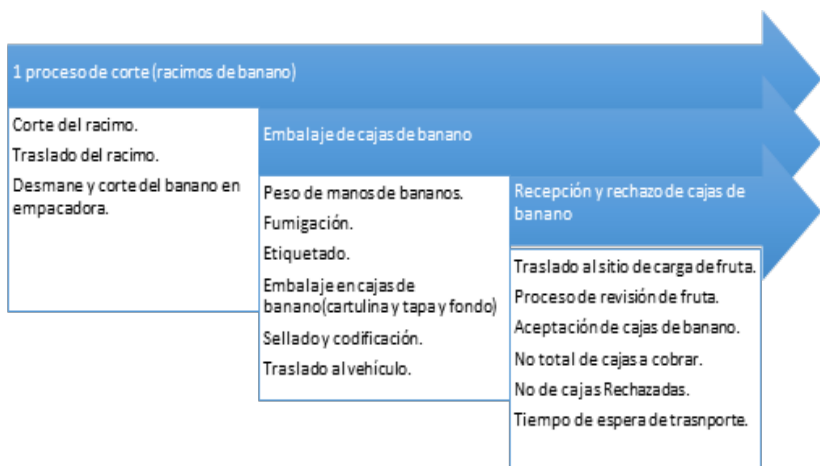 1 proceso de corte (racimos de banano)
Corte del racimo.
Traslado del racimo.
Desmane y corte del banano en
empacadora.
Embalaje de cajas de banano
Peso de manos de bananos.
Fumigación.
Etiquetado.
Embalaje en cajas de
banano(cartulina y tapa y fondo)
Sellado y codificación.
Traslado al vehículo.
Recepción y rechazo de cajas de
banano
Traslado al sitio de carga de fruta.
Proceso de revisión de fruta.
Aceptación de cajas de banano.
No total de cajas a cobrar.
No de cajas Rechazadas.
Tiempo de espera de trasnporte.